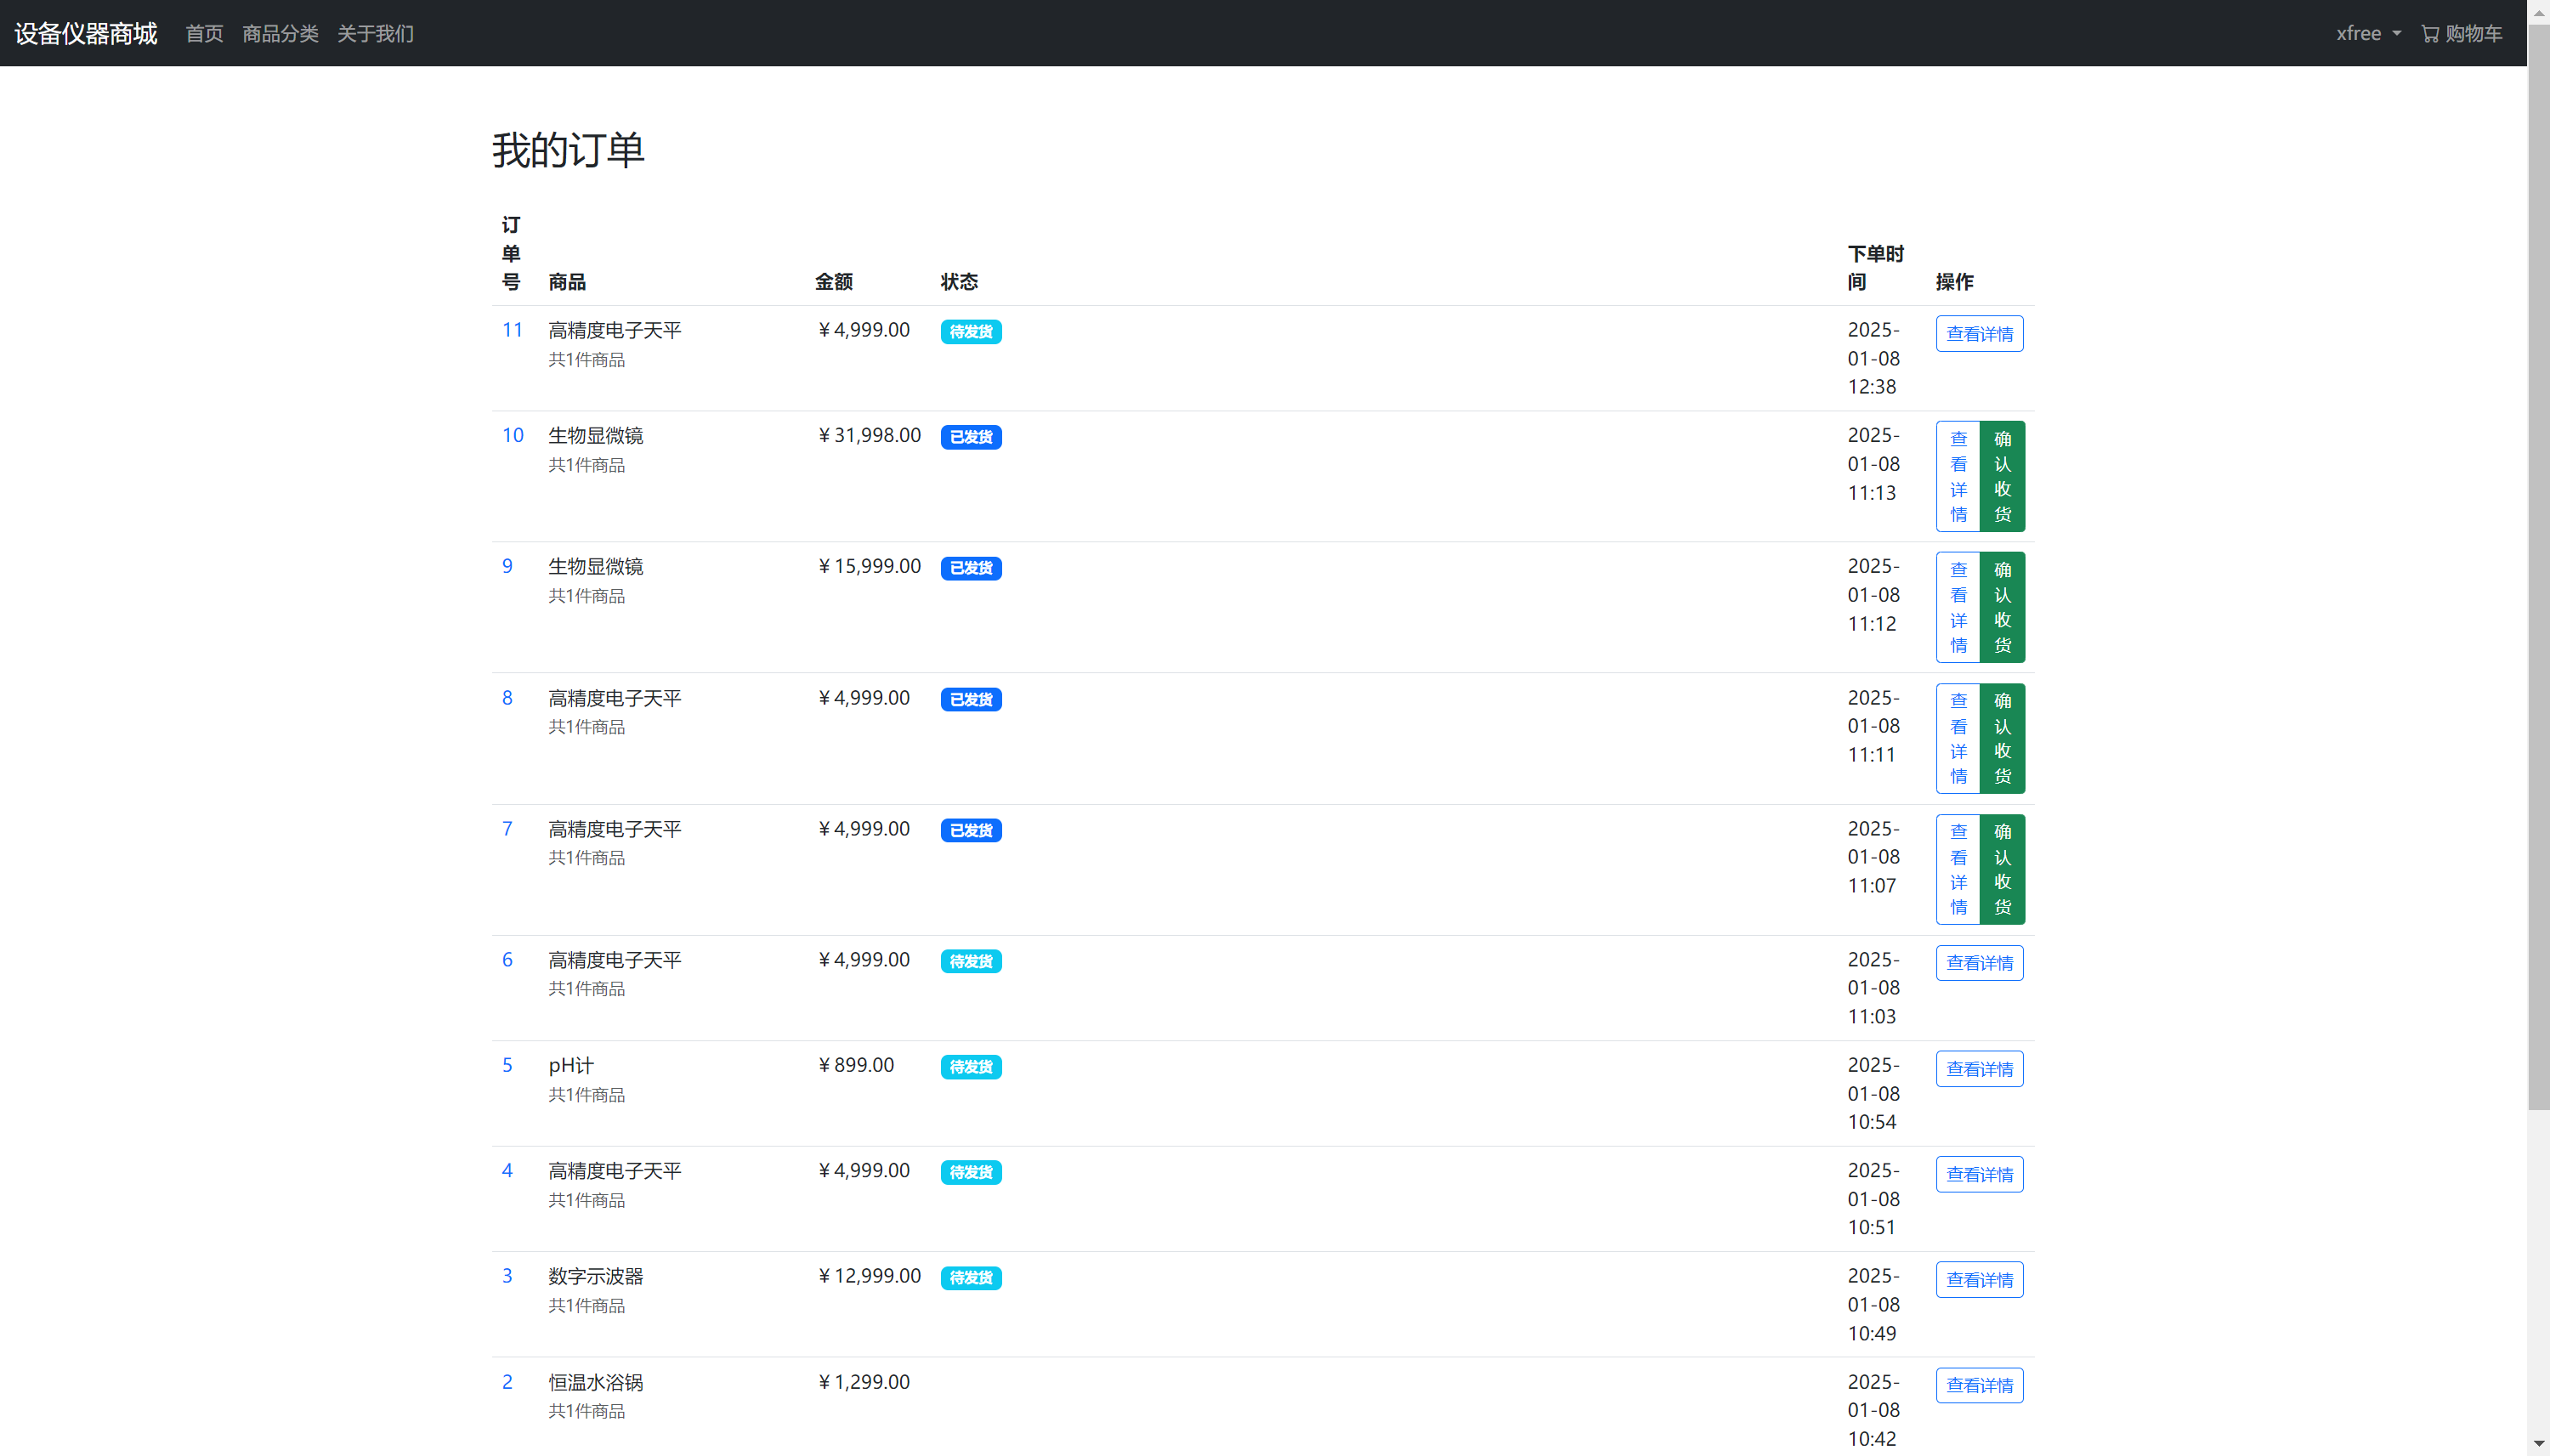 设备仪器商城 首页 商品分类 关于我们 xfree 购物车
我的订单
订单号 商品 金额 状态 下单时间 操作
11 高精度电子天平 ¥4,999.00 待发货 2025- 查看详情
共1件商品 01-08
12:38
10 生物显微镜 ¥31,998.00 已发货 2025- 查看详情 确认收货
共1件商品 01-08
11:13
9 生物显微镜 ¥15,999.00 已发货 2025- 查看详情 确认收货
共1件商品 01-08
11:12
8 高精度电子天平 ¥4,999.00 已发货 2025- 查看详情 确认收货
共1件商品 01-08
11:11
7 高精度电子天平 ¥4,999.00 已发货 2025- 查看详情 确认收货
共1件商品 01-08
11:07
6 高精度电子天平 ¥4,999.00 待发货 2025- 查看详情
共1件商品 01-08
11:03
5 pH计 ¥899.00 待发货 2025- 查看详情
共1件商品 01-08
10:54
4 高精度电子天平 ¥4,999.00 待发货 2025- 查看详情
共1件商品 01-08
10:51
3 数字示波器 ¥12,999.00 待发货 2025- 查看详情
共1件商品 01-08
10:49
2 恒温水浴锅 ¥1,299.00 2025- 查看详情
共1件商品 01-08
10:42